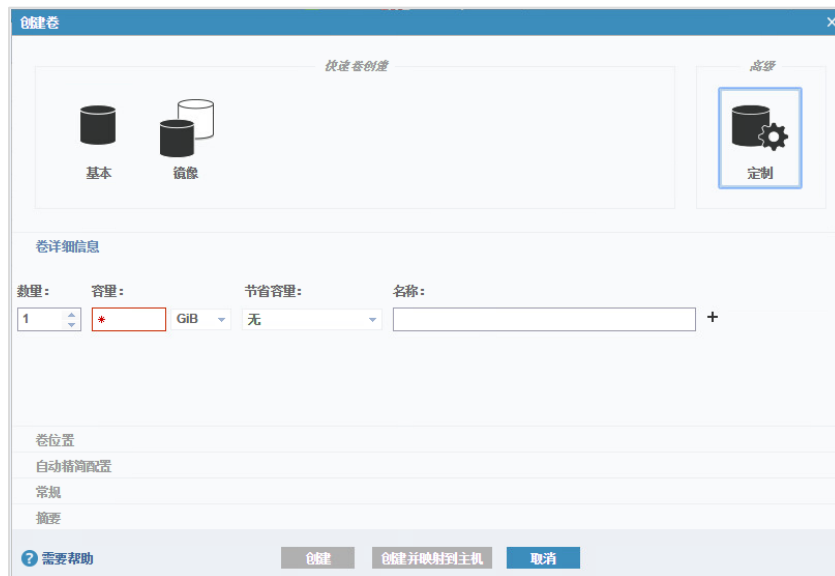 创建卷
快速卷创建
高级
基本
镜像
定制
卷详细信息
数量: 容量: 节省容量: 名称:
1 * GiB 无 +
卷位置
自动精简配置
常规
摘要
? 需要帮助 创建 创建并映射到主机 取消